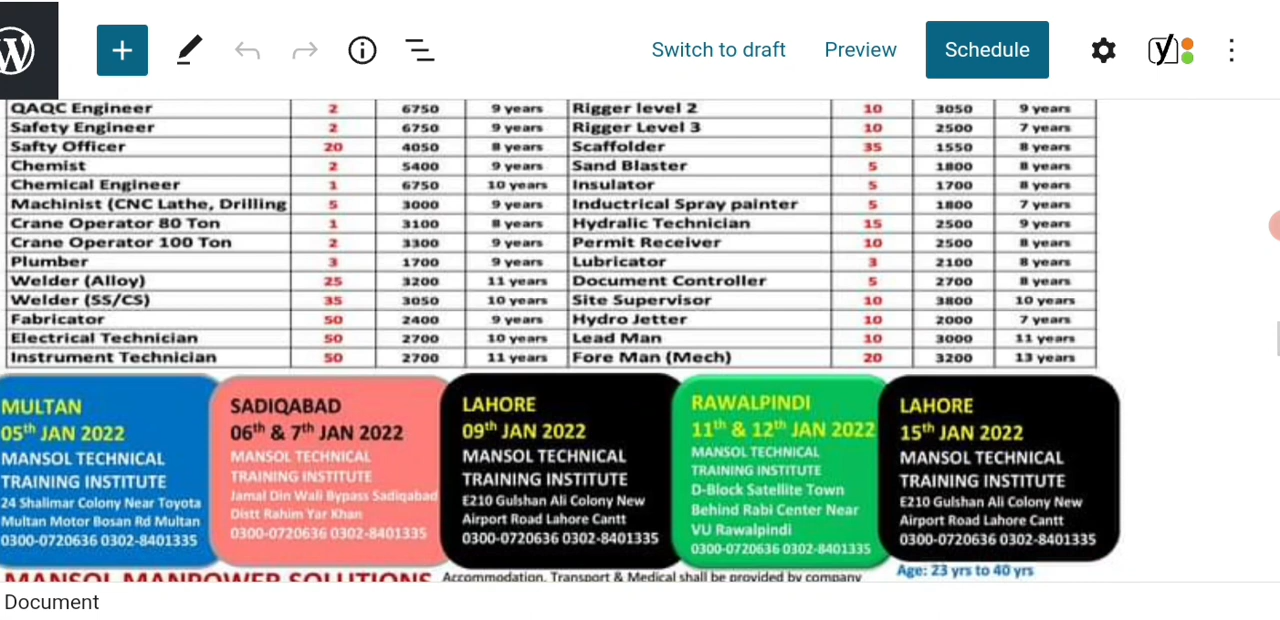 Switch to draft Preview Schedule
QAQC Engineer 2 6750 9 years Rigger level 2 10 3050 9 years
Safety Engineer 2 6750 9 years Rigger Level 3 10 2500 7 years
Safty Officer 20 4050 8 years Scaffolder 35 1550 8 years
Chemist 2 5400 9 years Sand Blaster 5 1800 8 years
Chemical Engineer 1 6750 10 years Insulator 5 1700 8 years
Machinist (CNC Lathe, Drilling 5 3000 9 years Inductrical Spray painter 5 1800 7 years
Crane Operator 80 Ton 1 3100 8 years Hydralic Technician 15 2500 9 years
Crane Operator 100 Ton 2 3300 9 years Permit Receiver 10 2500 8 years
Plumber 3 1700 9 years Lubricator 3 2100 8 years
Welder (Alloy) 25 3200 11 years Document Controller 5 2700 8 years
Welder (SS/CS) 35 3050 10 years Site Supervisor 10 3800 10 years
Fabricator 50 2400 9 years Hydro Jetter 10 2000 7 years
Electrical Technician 50 2700 10 years Lead Man 10 3000 11 years
Instrument Technician 50 2700 11 years Fore Man (Mech) 20 3200 13 years
MULTAN
05th JAN 2022
MANSOL TECHNICAL
TRAINING INSTITUTE
24 Shalimar Colony Near Toyota
Multan Motor Bosan Rd Multan
0300-0720636 0302-8401335
SADIQABAD
06th & 7th JAN 2022
MANSOL TECHNICAL
TRAINING INSTITUTE
Jamal Din Wali Bypass Sadiqabad
Distt Rahim Yar Khan
0300-0720636 0302-8401335
LAHORE
09th JAN 2022
MANSOL TECHNICAL
TRAINING INSTITUTE
E210 Gulshan Ali Colony New
Airport Road Lahore Cantt
0300-0720636 0302-8401335
RAWALPINDI
11th & 12th JAN 2022
MANSOL TECHNICAL
TRAINING INSTITUTE
D-Block Satellite Town
Behind Rabi Center Near
VU Rawalpindi
0300-0720636 0302-8401335
LAHORE
15th JAN 2022
MANSOL TECHNICAL
TRAINING INSTITUTE
E210 Gulshan Ali Colony New
Airport Road Lahore Cantt
0300-0720636 0302-8401335
MANSOL MANPOWER SOLUTIONS Accommodation, Transport & Medical shall be provided by company
Age: 23 yrs to 40 yrs
Document